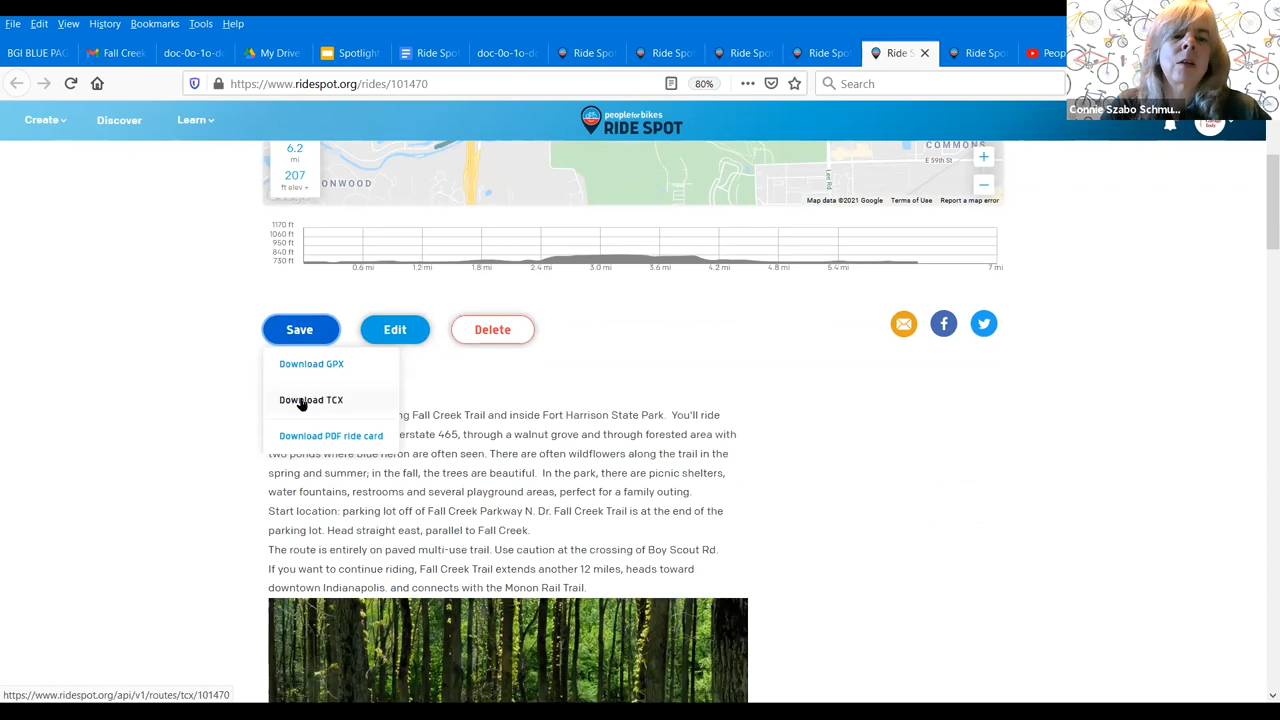 File Edit View History Bookmarks Tools Help
BGI BLUE PAG Fall Creek doc-0o-1o-do My Drive Spotlight Ride Spo doc-0o-1o-do Ride Spo Ride Spo Ride Spo Ride Spo Ride S Ride Spo Peop
https://www.ridespot.org/rides/101470 80% Search
Connie Szabo Schmu...
Create Discover Learn people for bikes
RIDE SPOT
6.2
mi
207
ft elev +
ONWOOD
COMMONS
E 59th St
Lee Rd
+
−
Map data ©2021 Google Terms of Use Report a map error
1170 ft
1060 ft
950 ft
840 ft
730 ft
0.6 mi 1.2 mi 1.8 mi 2.4 mi 3.0 mi 3.6 mi 4.2 mi 4.8 mi 5.4 mi 7 mi
Save Edit Delete
Download GPX
Download TCX
Download PDF ride card
ng Fall Creek Trail and inside Fort Harrison State Park. You'll ride
erstate 465, through a walnut grove and through forested area with
two ponds where blue heron are often seen. There are often wildflowers along the trail in the
spring and summer; in the fall, the trees are beautiful. In the park, there are picnic shelters,
water fountains, restrooms and several playground areas, perfect for a family outing.
Start location: parking lot off of Fall Creek Parkway N. Dr. Fall Creek Trail is at the end of the
parking lot. Head straight east, parallel to Fall Creek.
The route is entirely on paved multi-use trail. Use caution at the crossing of Boy Scout Rd.
If you want to continue riding, Fall Creek Trail extends another 12 miles, heads toward
downtown Indianapolis. and connects with the Monon Rail Trail.
https://www.ridespot.org/api/v1/routes/tcx/101470